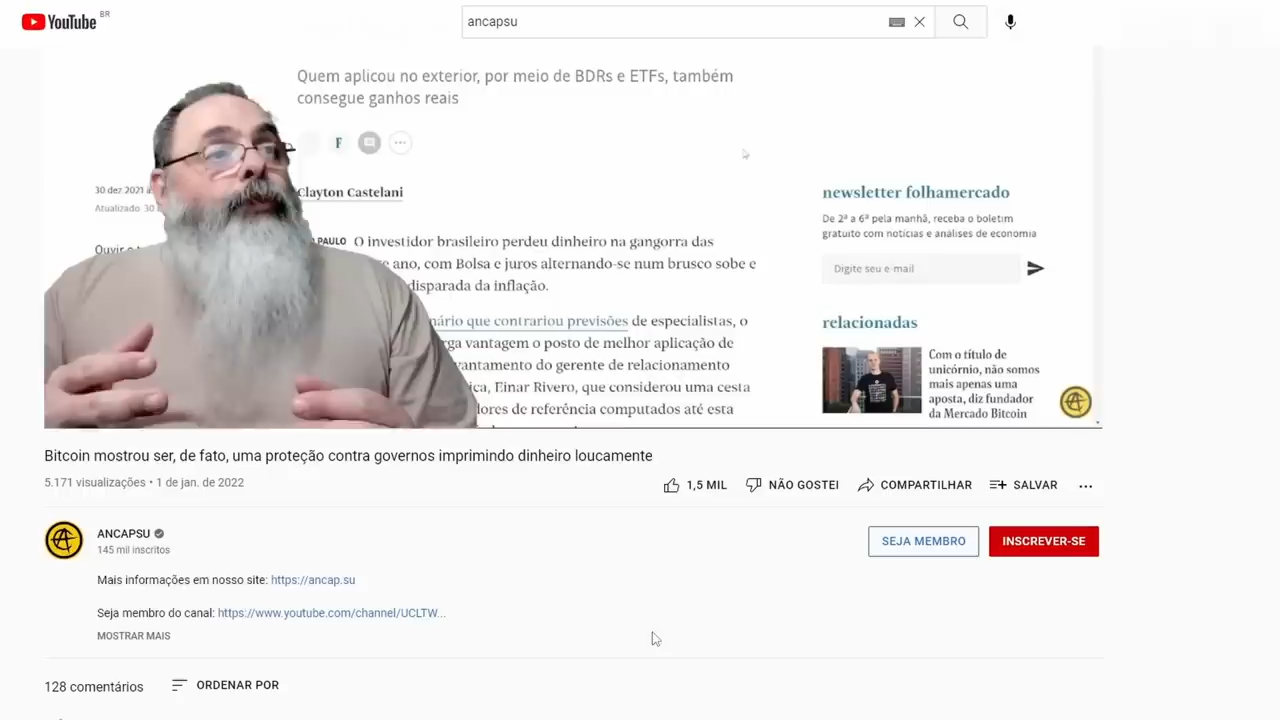 YouTube BR
ancapsu
Quem aplicou no exterior, por meio de BDRs e ETFs, também
consegue ganhos reais
F
30 dez 2021
Atualizado 30
Clayton Castelani
O investidor brasileiro perdeu dinheiro na gangorra das
ano, com Bolsa e juros alternando-se num brusco sobe e
disparada da inflação.
que contrariou previsões de especialistas, o
vantagem o posto de melhor aplicação de
gerente de relacionamento
Einar Rivero, que considerou uma cesta
de referência computados até esta
newsletter folhamercado
De 2ª a 6ª pela manhã, receba o boletim
gratuito com notícias e análises de economia
Digite seu e-mail
relacionadas
Com o título de
unicórnio, não somos
mais apenas uma
aposta, diz fundador
da Mercado Bitcoin
Bitcoin mostrou ser, de fato, uma proteção contra governos imprimindo dinheiro loucamente
5.171 visualizações • 1 de jan. de 2022
1,5 MIL
NÃO GOSTEI
COMPARTILHAR
SALVAR
ANCAPSU
145 mil inscritos
SEJA MEMBRO
INSCREVER-SE
Mais informações em nosso site: https://ancap.su
Seja membro do canal: https://www.youtube.com/channel/UCLTW...
MOSTRAR MAIS
128 comentários
ORDENAR POR